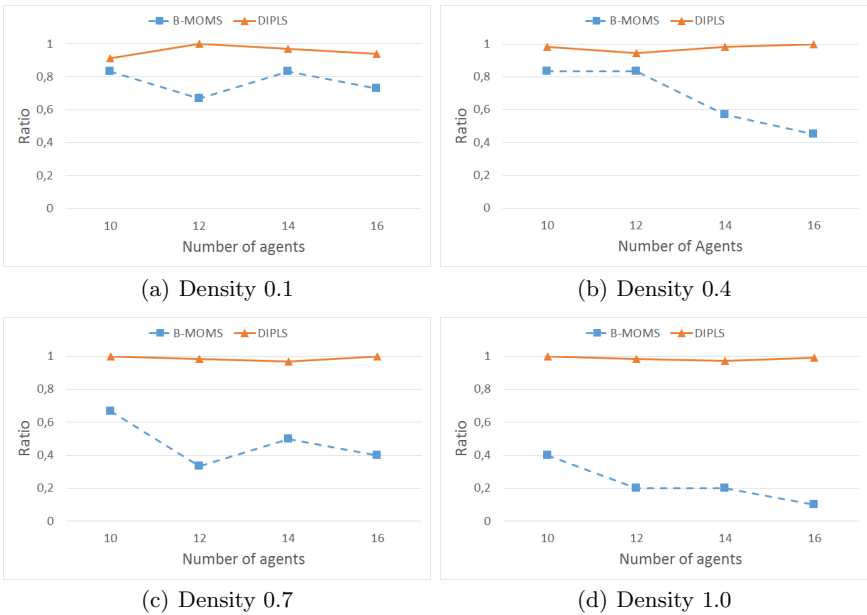 B-MOMS DIPLS
1
0,8
0,6
0,4
0,2
0
Ratio
10 12 14 16
Number of agents
(a) Density 0.1
B-MOMS DIPLS
1
0,8
0,6
0,4
0,2
0
Ratio
10 12 14 16
Number of Agents
(b) Density 0.4
B-MOMS DIPLS
1
0,8
0,6
0,4
0,2
0
Ratio
10 12 14 16
Number of agents
(c) Density 0.7
B-MOMS DIPLS
1
0,8
0,6
0,4
0,2
0
Ratio
10 12 14 16
Number of agents
(d) Density 1.0